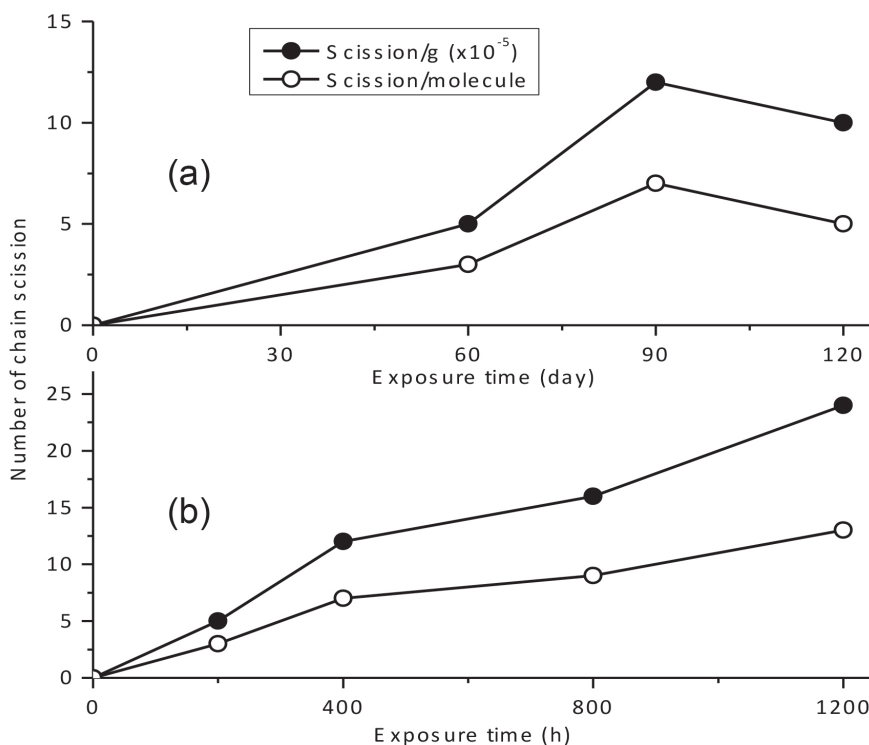 15
10
5
0
Scission/g (x10⁻⁵)
Scission/molecule
(a)
0 30 60 90 120
Exposure time (day)
Number of chain scission
25
20
15
10
5
0
(b)
0 400 800 1200
Exposure time (h)